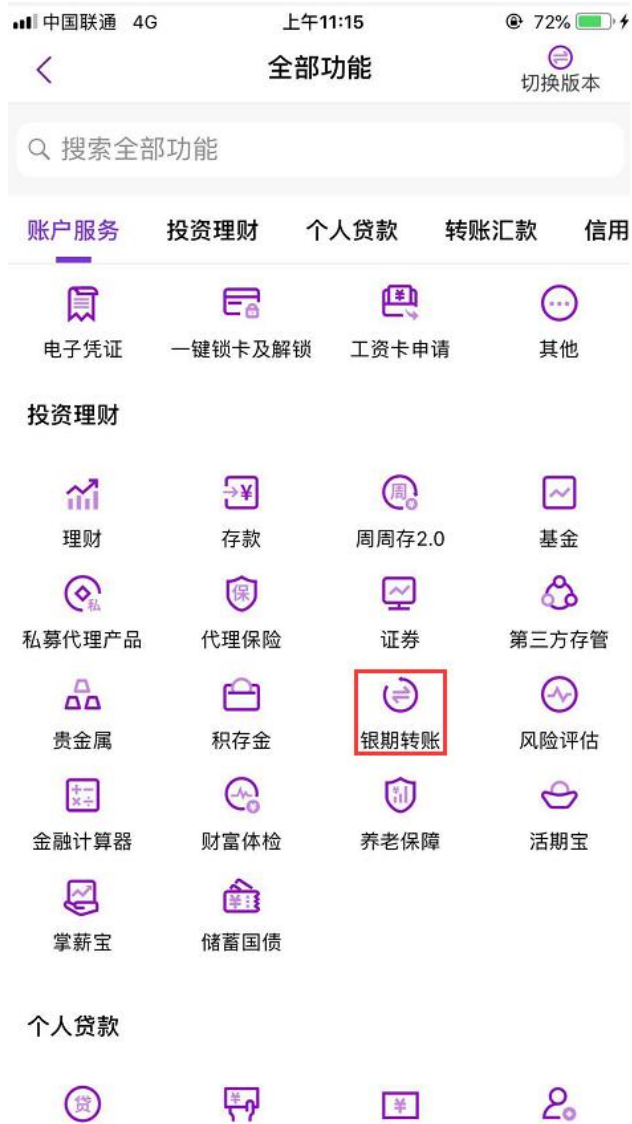 中国联通 4G 上午11:15 72%
全部功能
切换版本
搜索全部功能
账户服务 投资理财 个人贷款 转账汇款 信用
电子凭证 一键锁卡及解锁 工资卡申请 其他
投资理财
周
理财 存款 周周存2.0 基金
私 保
私募代理产品 代理保险 证券 第三方存管
贵金属 积存金 银期转账 风险评估
金融计算器 财富体检 养老保障 活期宝
掌薪宝 储蓄国债
个人贷款
贷